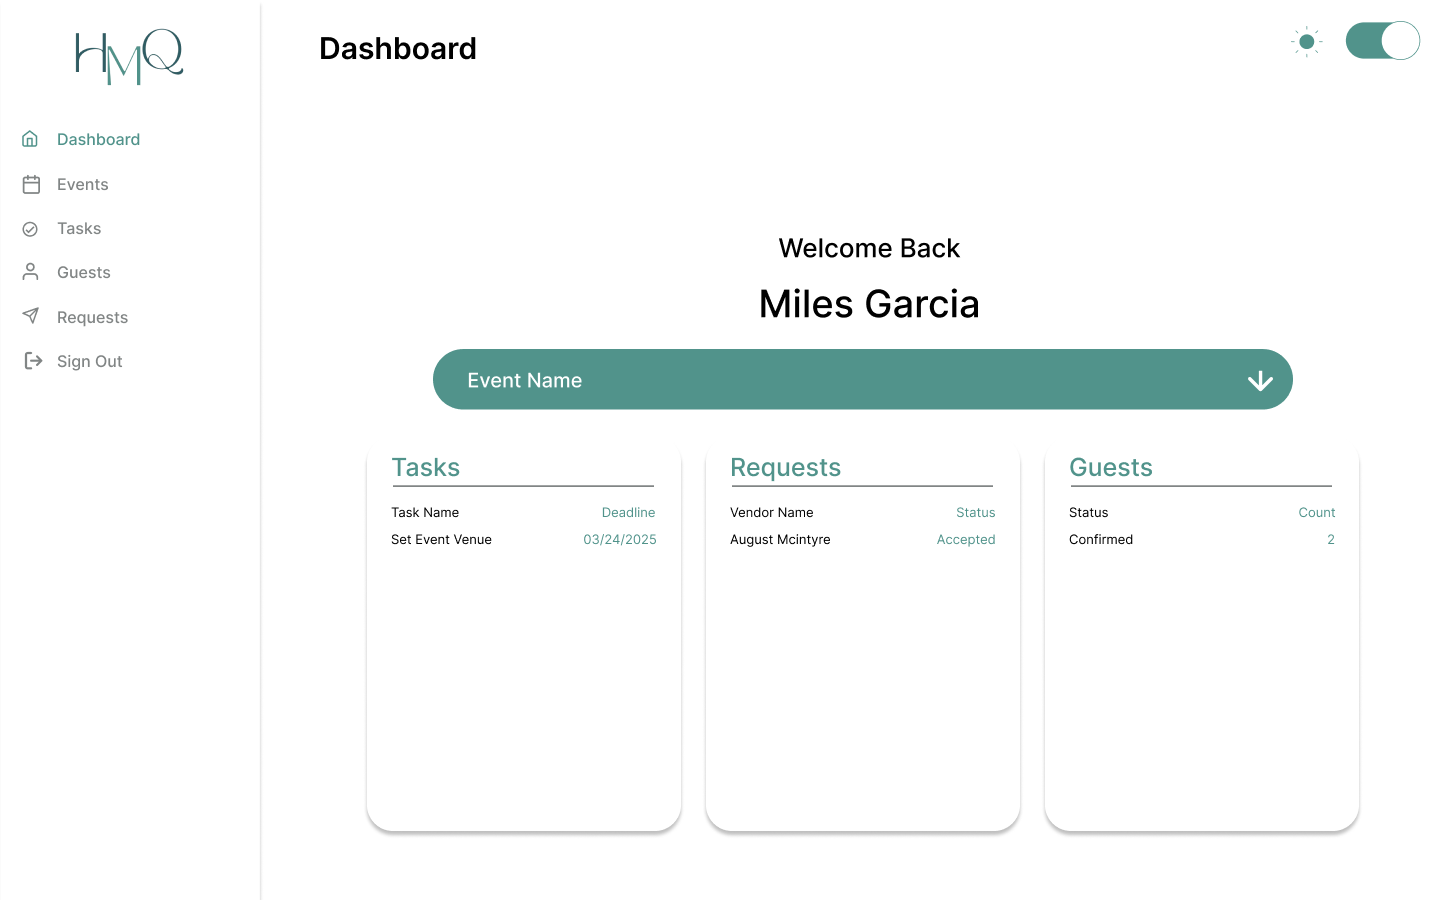 HMQ
Dashboard
Events
Tasks
Guests
Requests
Sign Out
Dashboard
Welcome Back
Miles Garcia
Event Name
Tasks
Task Name Deadline
Set Event Venue 03/24/2025
Requests
Vendor Name Status
August Mcintyre Accepted
Guests
Status Count
Confirmed 2